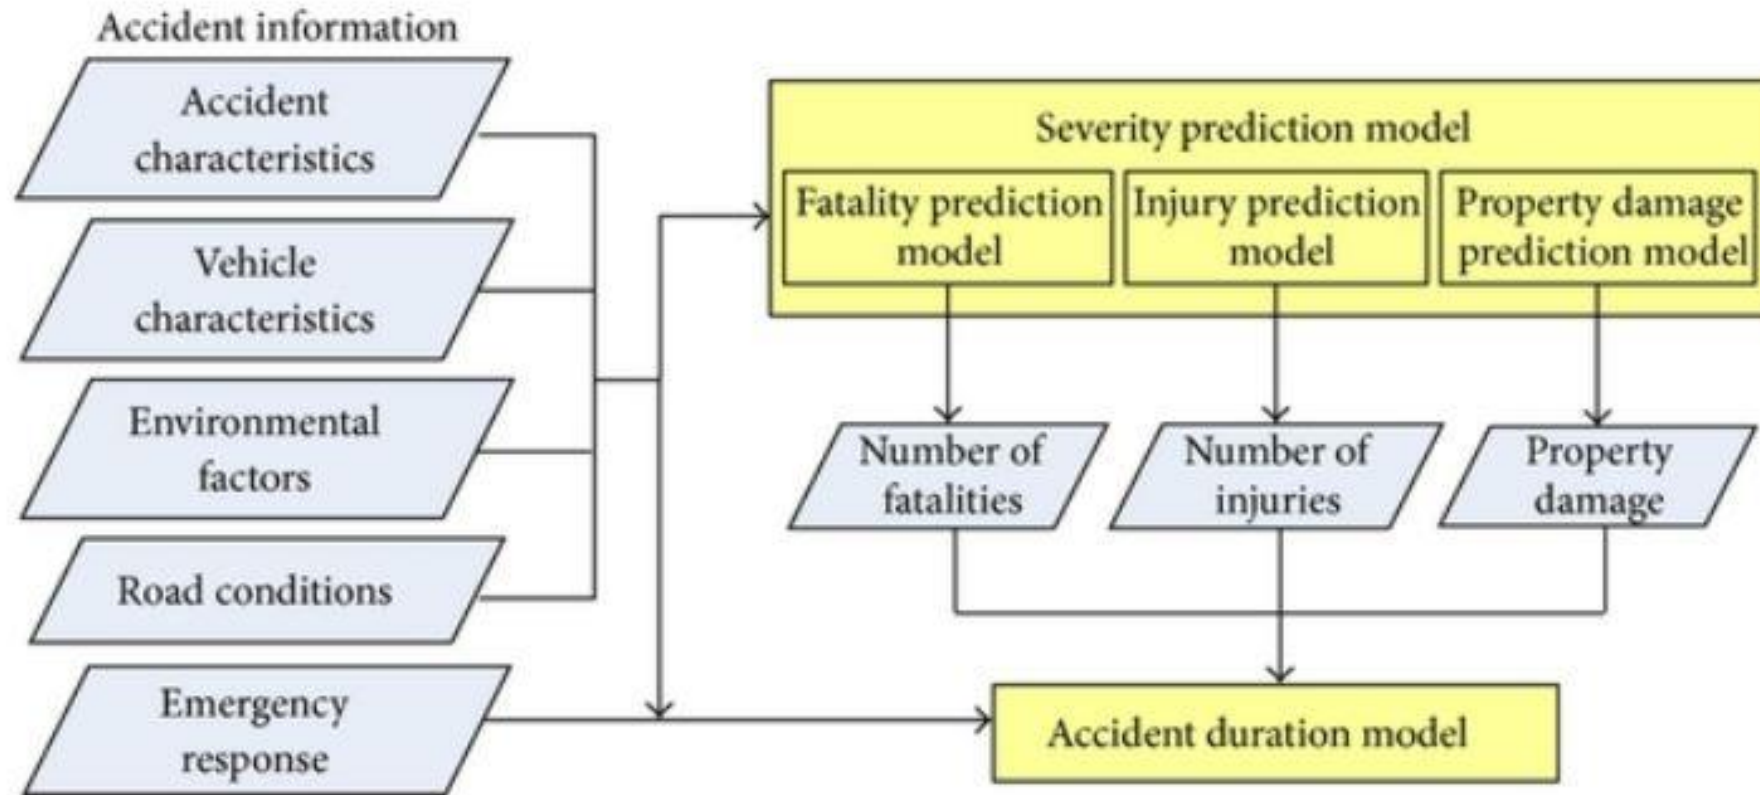 Accident information
Accident
characteristics
Vehicle
characteristics
Environmental
factors
Road conditions
Emergency
response
Severity prediction model
Fatality prediction
model
Injury prediction
model
Property damage
prediction model
Number of
fatalities
Number of
injuries
Property
damage
Accident duration model